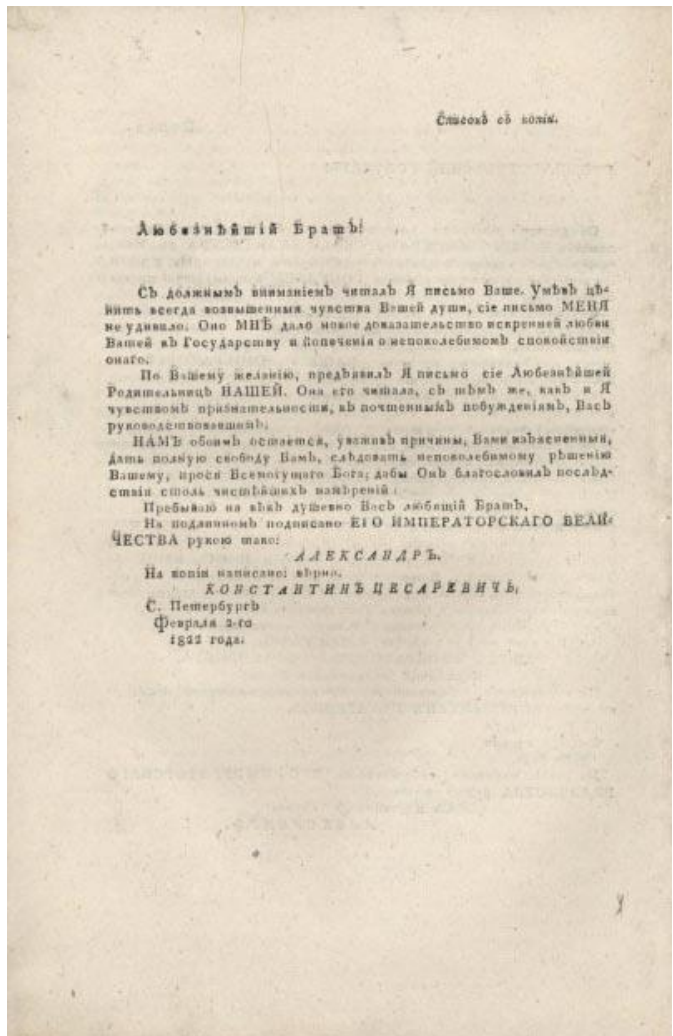 Списокъ съ копіи.
Любезнѣйшій Братъ!
Съ должнымъ вниманіемъ читалъ Я письмо Ваше. Умѣвъ цѣ-
нить всегда возвышенныя чувства Вашей души, сіе письмо МЕНЯ
не удивило. Оно МНѢ дало новое доказательство искренней любви
Вашей къ Государству и попеченія о непоколебимомъ спокойствіи
онаго.
По Вашему желанію, предъявилъ Я письмо сіе Любезнѣйшей
Родительницѣ НАШЕЙ. Она его читала, съ тѣмъ же, какъ и Я
чувствомъ признательности, къ почтеннымъ побужденіямъ, Васъ
руководствовавшимъ.
НАМЪ обоимъ остается, уваживъ причины, Вами изъясненныя,
дать полную свободу Вамъ, слѣдовать непоколебимому рѣшенію
Вашему, прося Всемогущаго Бога, дабы Онъ благословилъ послѣд-
ствія столь чистѣйшихъ намѣреній.
Пребываю на вѣкъ душевно Васъ любящій Братъ.
На подлинномъ подписано ЕГО ИМПЕРАТОРСКАГО ВЕЛИ-
ЧЕСТВА рукою тако:
АЛЕКСАНДРЪ.
На копіи написано: вѣрно.
КОНСТАНТИНЪ ЦЕСАРЕВИЧЬ.
С. Петербургъ
Февраля 2-го
1822 года.